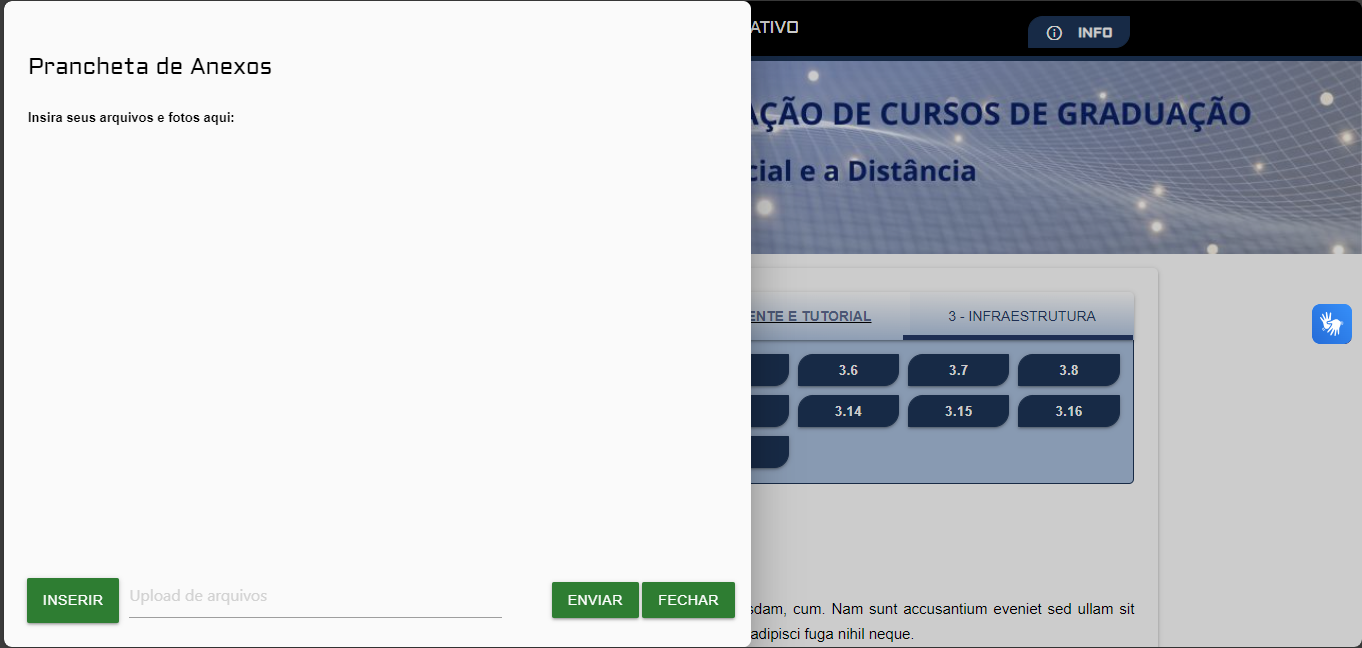 Prancheta de Anexos
Insira seus arquivos e fotos aqui:
INSERIR
Upload de arquivos
ENVIAR
FECHAR
ATIVO
INFO
AÇÃO DE CURSOS DE GRADUAÇÃO
cial e a Distância
ENTE E TUTORIAL
3 - INFRAESTRUTURA
3.6
3.7
3.8
3.14
3.15
3.16
sdam, cum. Nam sunt accusantium eveniet sed ullam sit
adipisci fuga nihil neque.